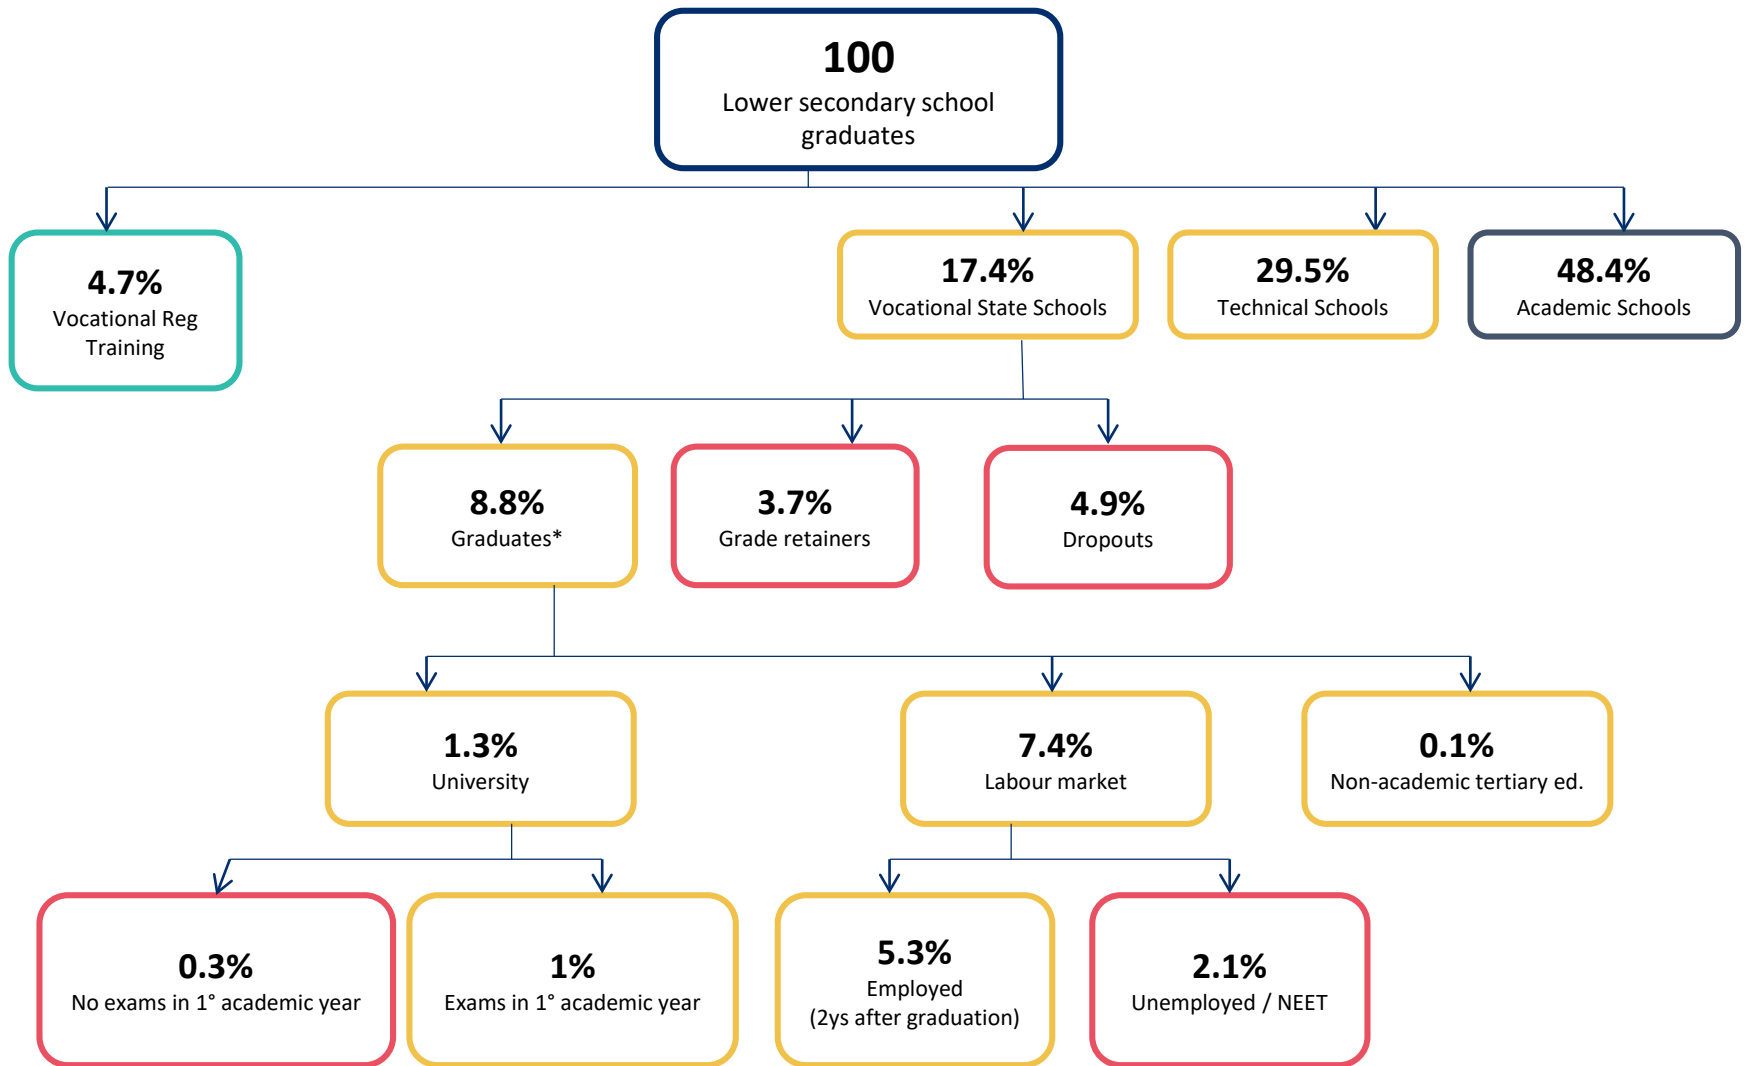 100
Lower secondary school
graduates
4.7%
Vocational Reg
Training
17.4%
Vocational State Schools
29.5%
Technical Schools
48.4%
Academic Schools
8.8%
Graduates*
3.7%
Grade retainers
4.9%
Dropouts
1.3%
University
7.4%
Labour market
0.1%
Non-academic tertiary ed.
0.3%
No exams in 1° academic year
1%
Exams in 1° academic year
5.3%
Employed
(2ys after graduation)
2.1%
Unemployed / NEET